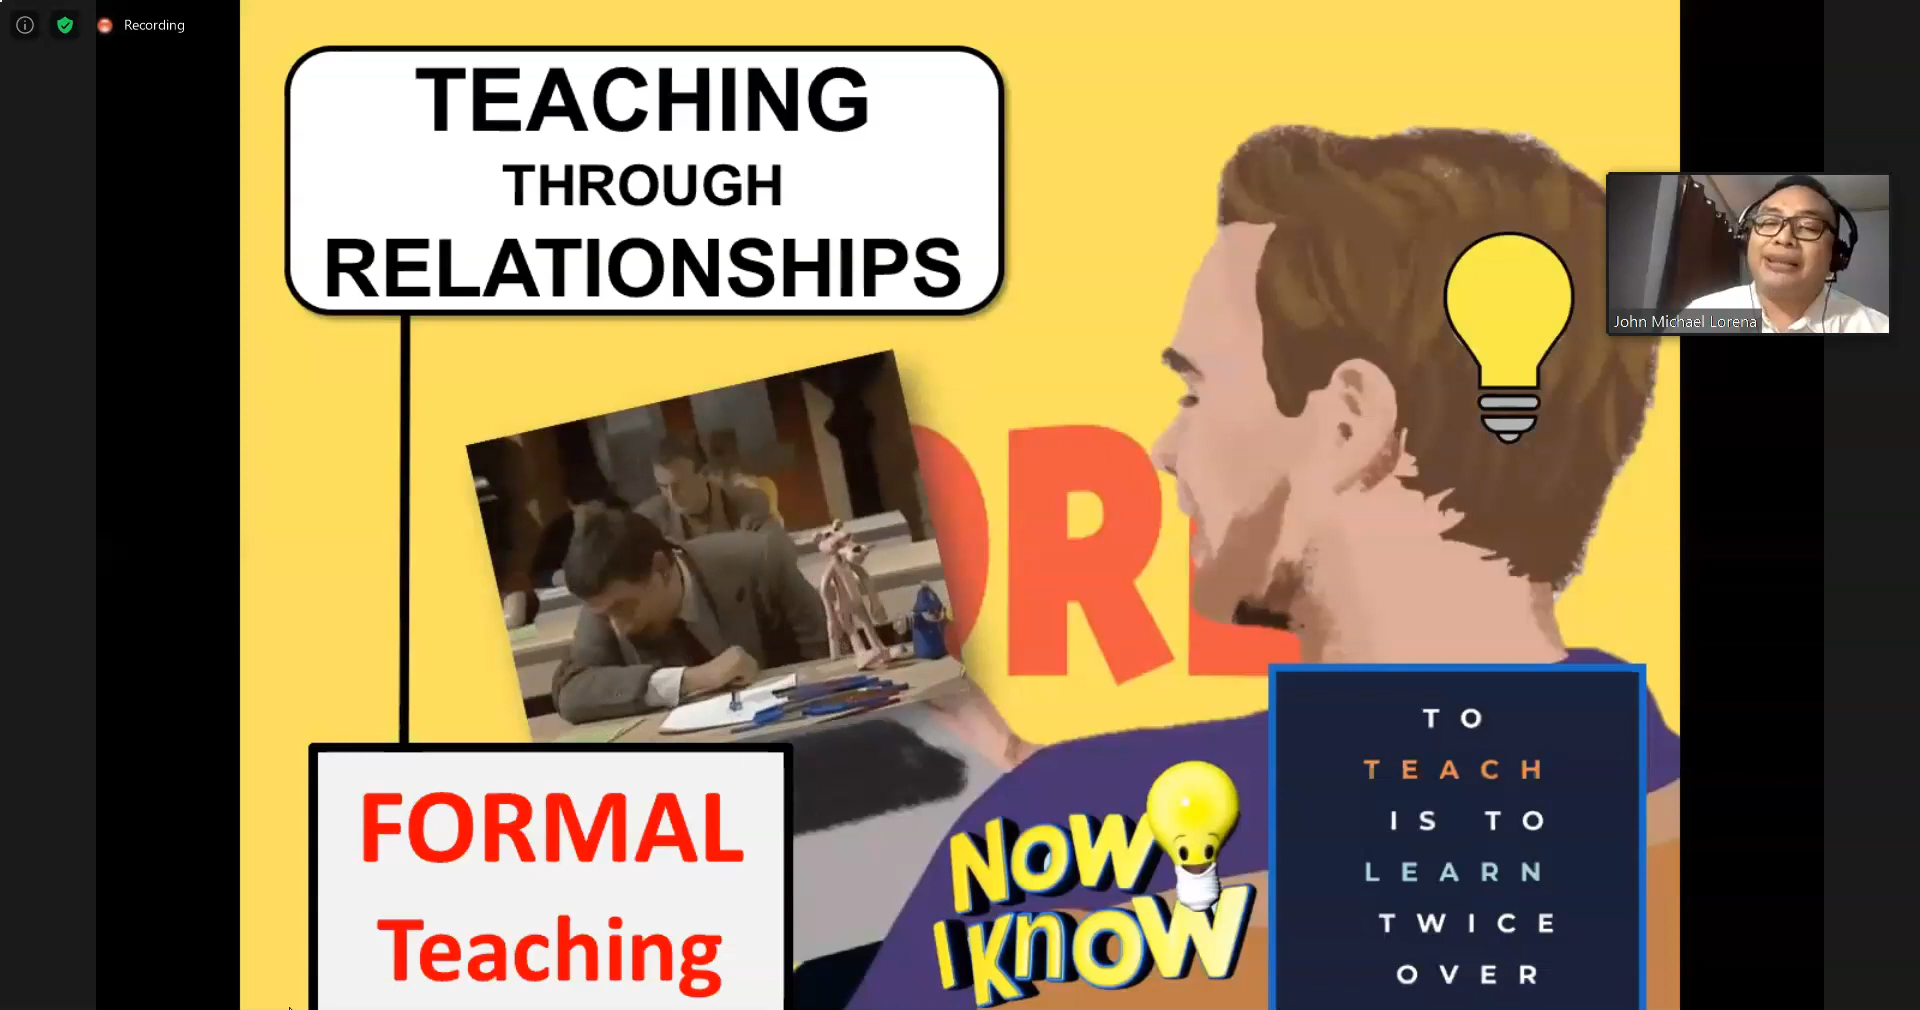 Recording
TEACHING
THROUGH
RELATIONSHIPS
John Michael Lorena
FORMAL
Teaching
NOW
I KNOW
TO
TEACH
IS TO
LEARN
TWICE
OVER